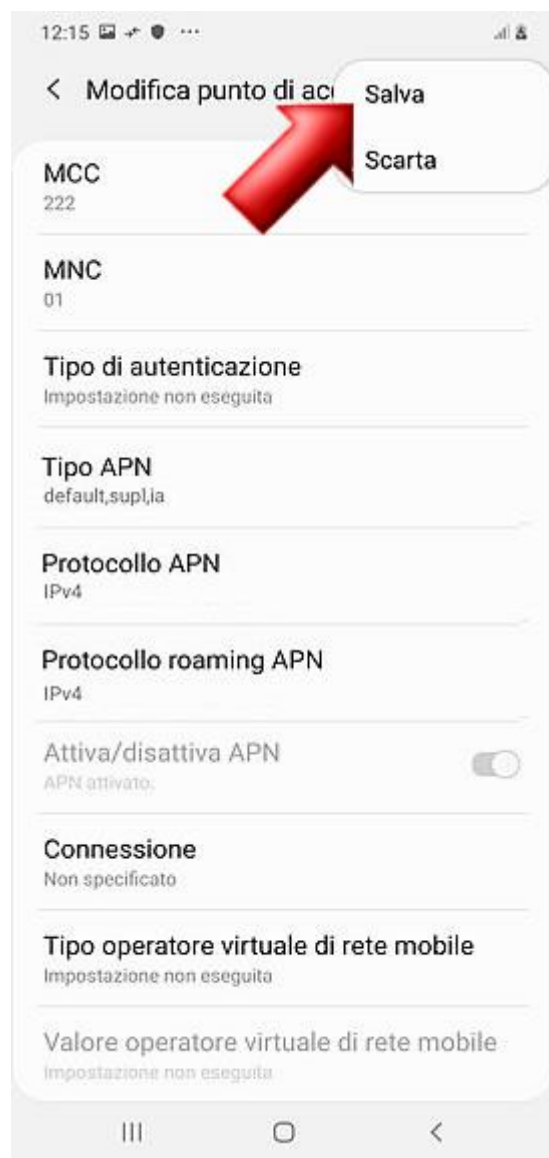 12:15
Modifica punto di ac
Salva
Scarta
MCC
222
MNC
01
Tipo di autenticazione
Impostazione non eseguita
Tipo APN
default,supl,ia
Protocollo APN
IPv4
Protocollo roaming APN
IPv4
Attiva/disattiva APN
APN attivato.
Connessione
Non specificato
Tipo operatore virtuale di rete mobile
Impostazione non eseguita
Valore operatore virtuale di rete mobile
Impostazione non eseguita